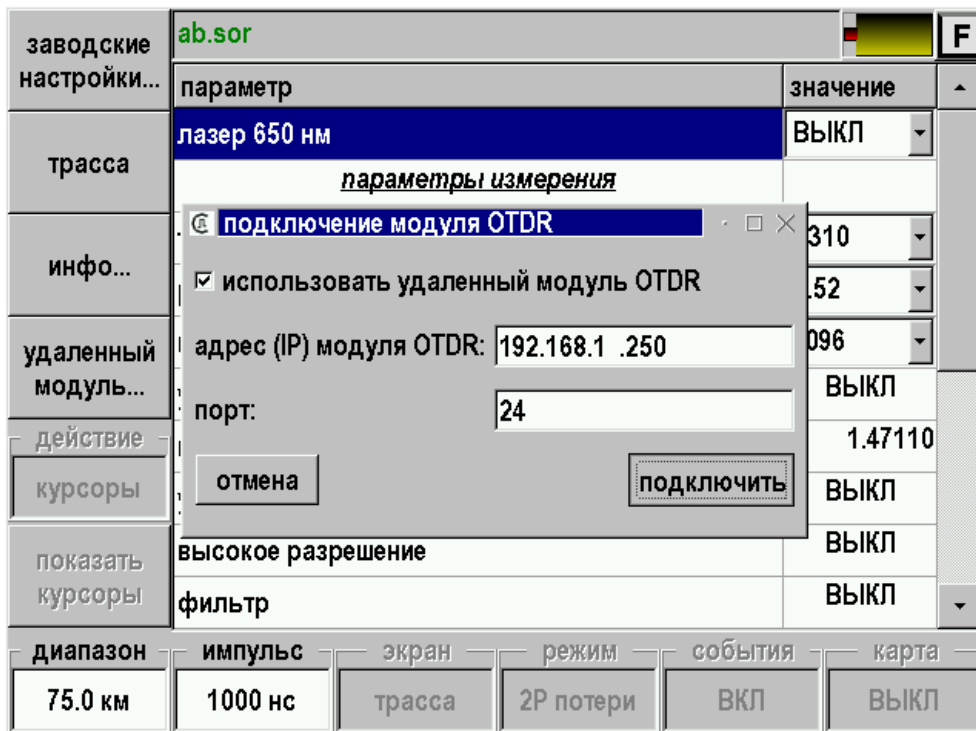 заводские
настройки...
ab.sor
F
параметр
значение
лазер 650 нм
ВЫКЛ
трасса
параметры измерения
подключение модуля OTDR
310
инфо...
использовать удаленный модуль OTDR
.52
удаленный
модуль...
адрес (IP) модуля OTDR:
192.168.1 .250
096
ВЫКЛ
порт:
24
действие
1.47110
курсоры
отмена
подключить
ВЫКЛ
показать
курсоры
высокое разрешение
ВЫКЛ
фильтр
ВЫКЛ
диапазон
импульс
экран
режим
события
карта
75.0 км
1000 нс
трасса
2P потери
ВКЛ
ВЫКЛ